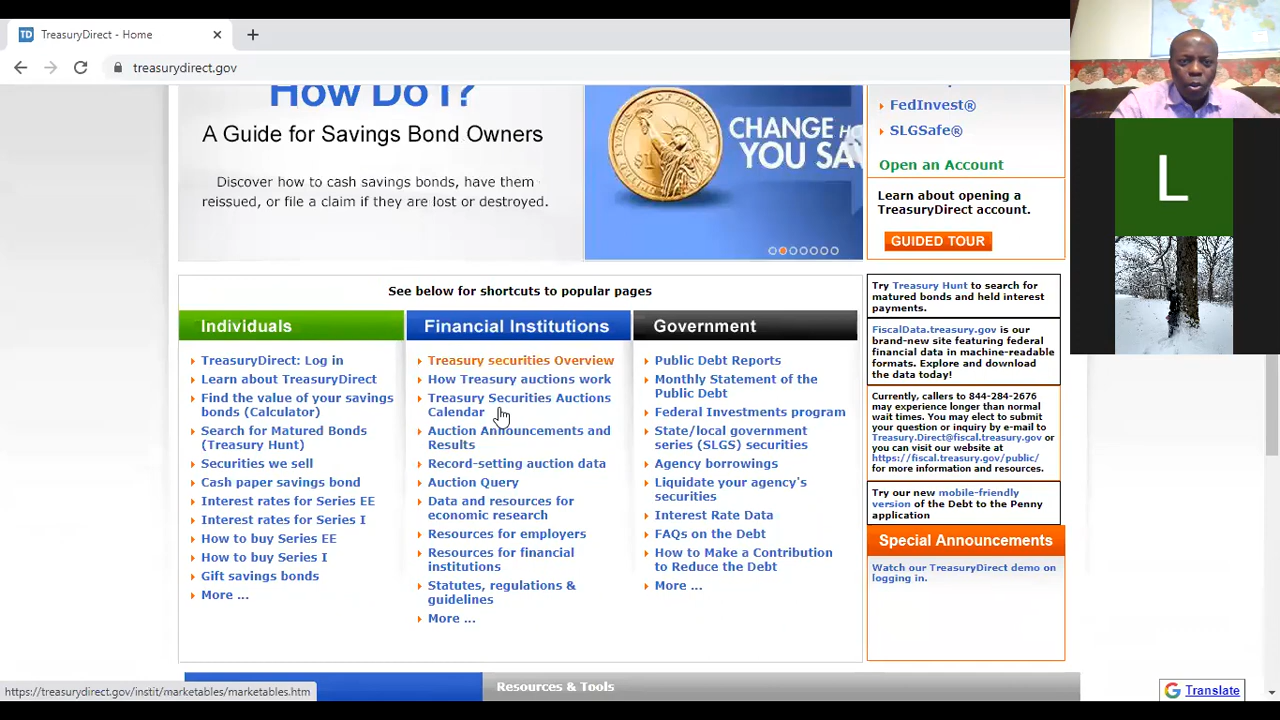 TD TreasuryDirect - Home
treasurydirect.gov
How Do I?
A Guide for Savings Bond Owners
Discover how to cash savings bonds, have them
reissued, or file a claim if they are lost or destroyed.
$1
CHANGE
YOU SA
FedInvest®
SLGSafe®
Open an Account
Learn about opening a
TreasuryDirect account.
GUIDED TOUR
See below for shortcuts to popular pages
Individuals
TreasuryDirect: Log in
Learn about TreasuryDirect
Find the value of your savings
bonds (Calculator)
Search for Matured Bonds
(Treasury Hunt)
Securities we sell
Cash paper savings bond
Interest rates for Series EE
Interest rates for Series I
How to buy Series EE
How to buy Series I
Gift savings bonds
More ...
Financial Institutions
Treasury securities Overview
How Treasury auctions work
Treasury Securities Auctions
Calendar
Auction Announcements and
Results
Record-setting auction data
Auction Query
Data and resources for
economic research
Resources for employers
Resources for financial
institutions
Statutes, regulations &
guidelines
More ...
Government
Public Debt Reports
Monthly Statement of the
Public Debt
Federal Investments program
State/local government
series (SLGS) securities
Agency borrowings
Liquidate your agency's
securities
Interest Rate Data
FAQs on the Debt
How to Make a Contribution
to Reduce the Debt
More ...
Try Treasury Hunt to search for
matured bonds and held interest
payments.
FiscalData.treasury.gov is our
brand-new site featuring federal
financial data in machine-readable
formats. Explore and download
the data today!
Currently, callers to 844-284-2676
may experience longer than normal
wait times. You may elect to submit
your question or inquiry by e-mail to
Treasury.Direct@fiscal.treasury.gov or
you can visit our website at
https://fiscal.treasury.gov/public/
for more information and resources.
Try our new mobile-friendly
version of the Debt to the Penny
application
Special Announcements
Watch our TreasuryDirect demo on
logging in.
L
Resources & Tools
https://treasurydirect.gov/instit/marketables/marketables.htm
G Translate